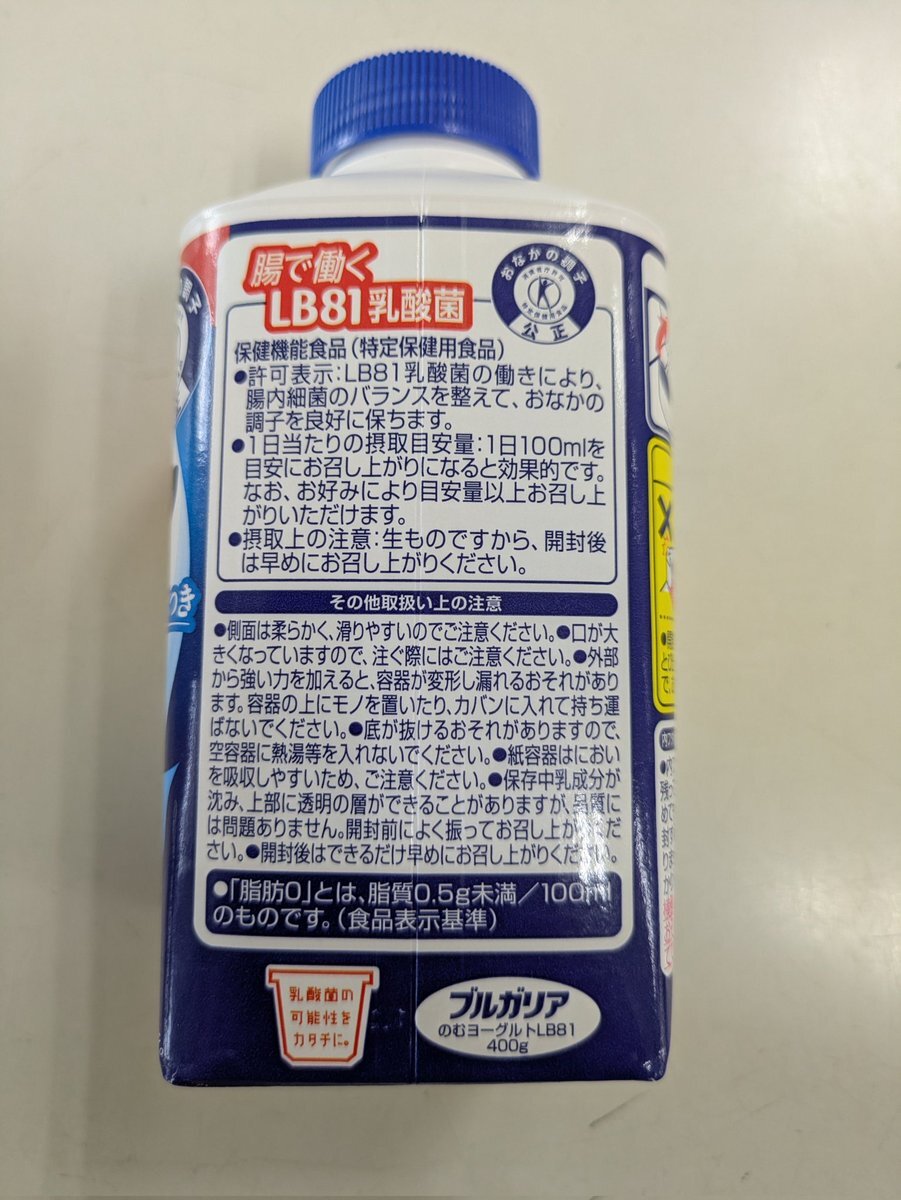 腸で働く
LB81乳酸菌
おなかの調子
消費者庁許可
特定保健用食品
公正
保健機能食品(特定保健用食品)
●許可表示:LB81乳酸菌の働きにより、
腸内細菌のバランスを整えて、おなかの
調子を良好に保ちます。
●1日当たりの摂取目安量:1日100mlを
目安にお召し上がりになると効果的です。
なお、お好みにより目安量以上お召し上
がりいただけます。
●摂取上の注意:生ものですから、開封後
は早めにお召し上がりください。
その他取扱い上の注意
●側面は柔らかく、滑りやすいのでご注意ください。●口が大
きくなっていますので、注ぐ際にはご注意ください。●外部
から強い力を加えると、容器が変形し漏れるおそれがあり
ます。容器の上にモノを置いたり、カバンに入れて持ち運
ばないでください。●底が抜けるおそれがありますので、
空容器に熱湯等を入れないでください。●紙容器はにおい
を吸収しやすいため、ご注意ください。●保存中乳成分が
沈み、上部に透明の層ができることがありますが、品質に
は問題ありません。開封前によく振ってお召し上がりくだ
さい。●開封後はできるだけ早めにお召し上がりください。
●「脂肪0」とは、脂質0.5g未満/100ml
のものです。(食品表示基準)
乳酸菌の
可能性を
カタチに。
ブルガリア
のむヨーグルトLB81
400g
つき